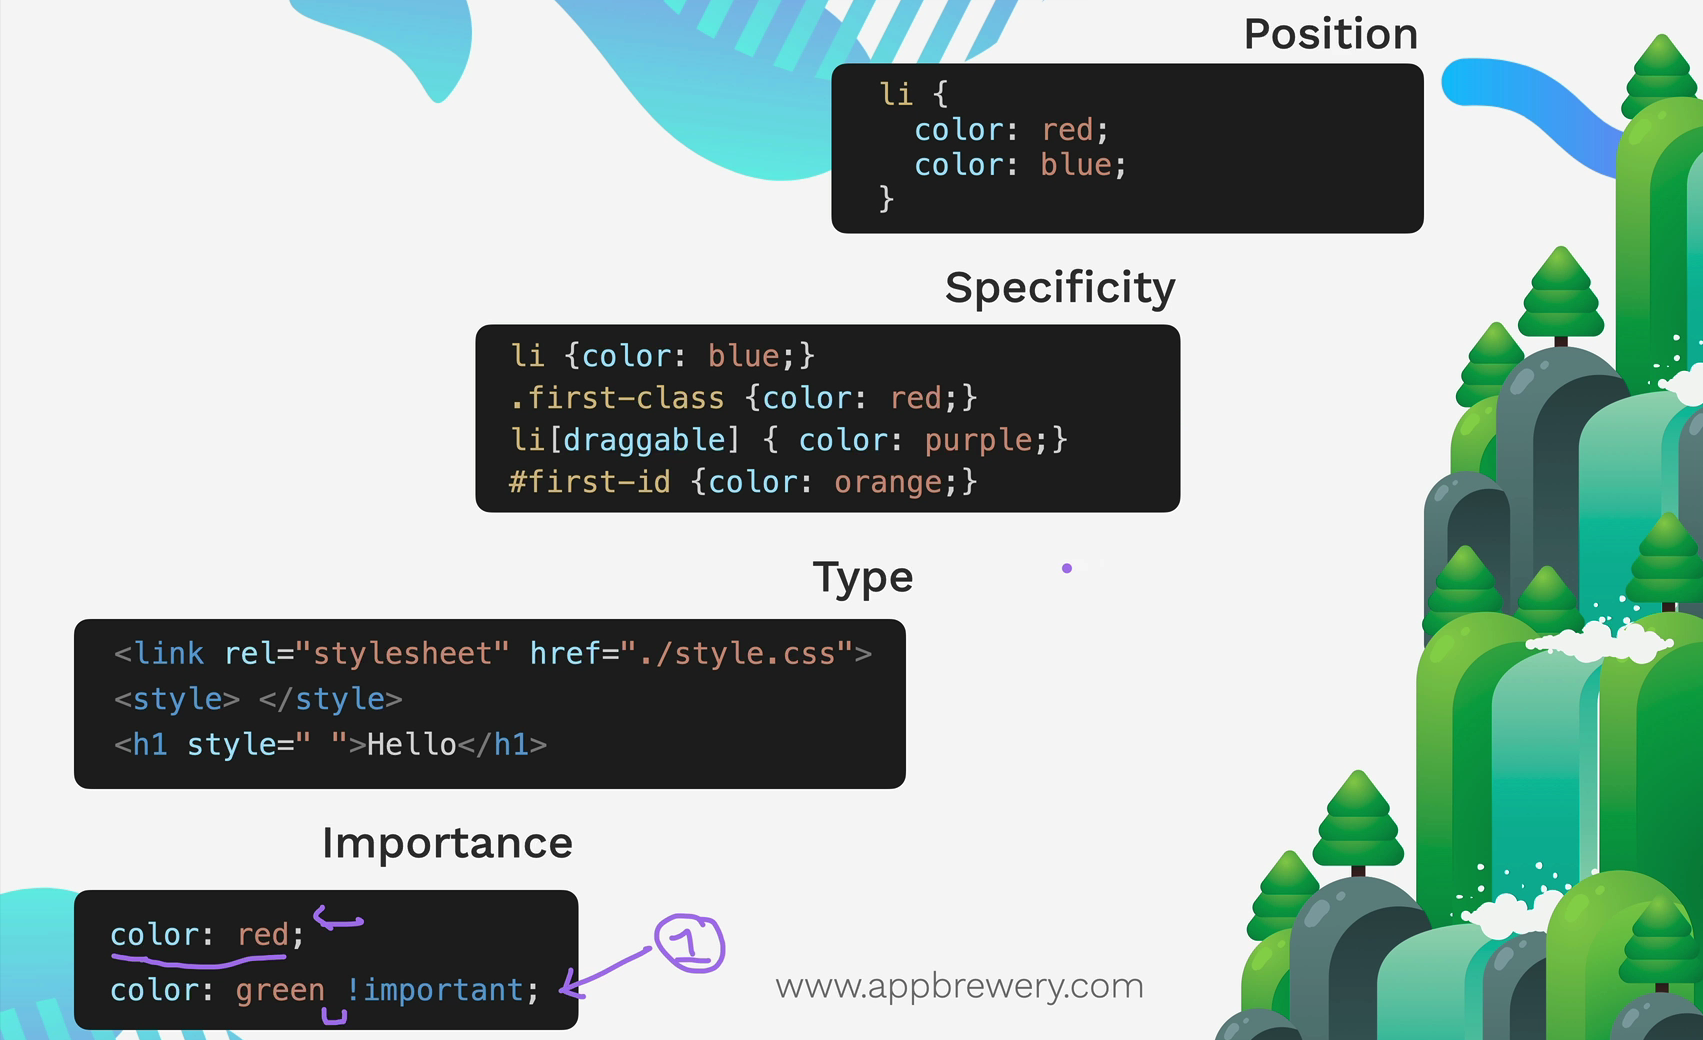 Position
li {
  color: red;
  color: blue;
}
Specificity
li {color: blue;}
.first-class {color: red;}
li[draggable] { color: purple;}
#first-id {color: orange;}
Type
<link rel="stylesheet" href="./style.css">
<style> </style>
<h1 style=" ">Hello</h1>
Importance
color: red;
color: green !important;
1
www.appbrewery.com